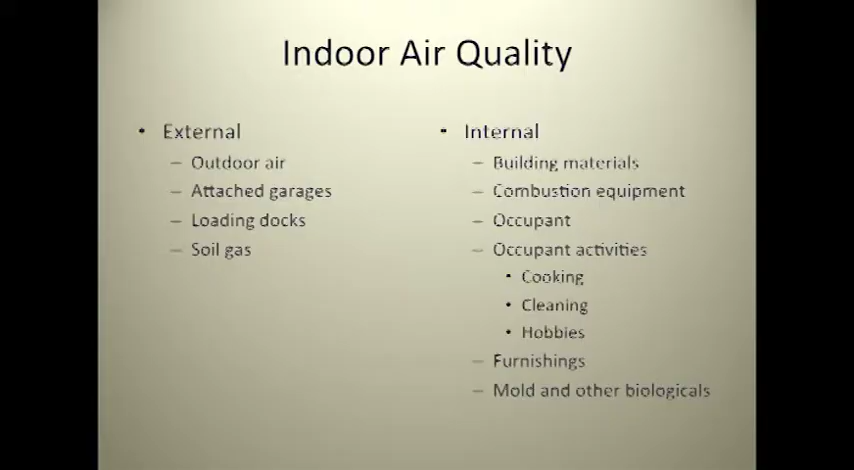 Indoor Air Quality
• External
– Outdoor air
– Attached garages
– Loading docks
– Soil gas
• Internal
– Building materials
– Combustion equipment
– Occupant
– Occupant activities
• Cooking
• Cleaning
• Hobbies
– Furnishings
– Mold and other biologicals